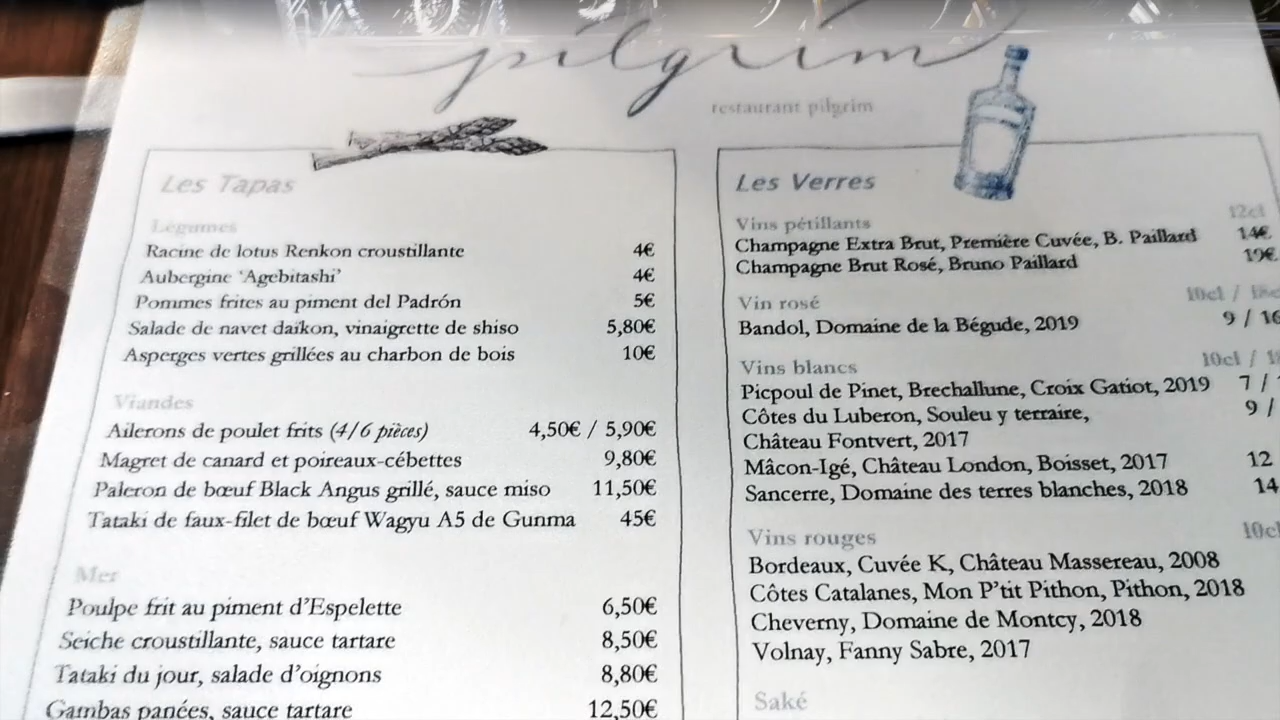 pilgrim
restaurant pilgrim
Les Tapas
Légumes
Racine de lotus Renkon croustillante 4€
Aubergine 'Agebitashi' 4€
Pommes frites au piment del Padrón 5€
Salade de navet daïkon, vinaigrette de shiso 5,80€
Asperges vertes grillées au charbon de bois 10€
Viandes
Ailerons de poulet frits (4/6 pièces) 4,50€ / 5,90€
Magret de canard et poireaux-cébettes 9,80€
Paleron de bœuf Black Angus grillé, sauce miso 11,50€
Tataki de faux-filet de bœuf Wagyu A5 de Gunma 45€
Mer
Poulpe frit au piment d'Espelette 6,50€
Seiche croustillante, sauce tartare 8,50€
Tataki du jour, salade d'oignons 8,80€
Gambas panées, sauce tartare 12,50€
Les Verres
Vins pétillants 12cl
Champagne Extra Brut, Première Cuvée, B. Paillard 14€
Champagne Brut Rosé, Bruno Paillard 19€
Vin rosé 10cl /
Bandol, Domaine de la Bégude, 2019 9 / 16
Vins blancs 10cl /
Picpoul de Pinet, Brechallune, Croix Gatiot, 2019 7 /
Côtes du Luberon, Souleu y terraire, 9 /
Château Fontvert, 2017
Mâcon-Igé, Château London, Boisset, 2017 12
Sancerre, Domaine des terres blanches, 2018 14
Vins rouges 10cl
Bordeaux, Cuvée K, Château Massereau, 2008
Côtes Catalanes, Mon P'tit Pithon, Pithon, 2018
Cheverny, Domaine de Montcy, 2018
Volnay, Fanny Sabre, 2017
Saké